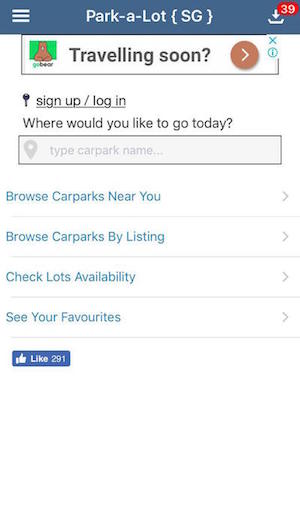 Park-a-Lot { SG }
39
gobear
Travelling soon?
sign up / log in
Where would you like to go today?
type carpark name...
Browse Carparks Near You
Browse Carparks By Listing
Check Lots Availability
See Your Favourites
Like 291